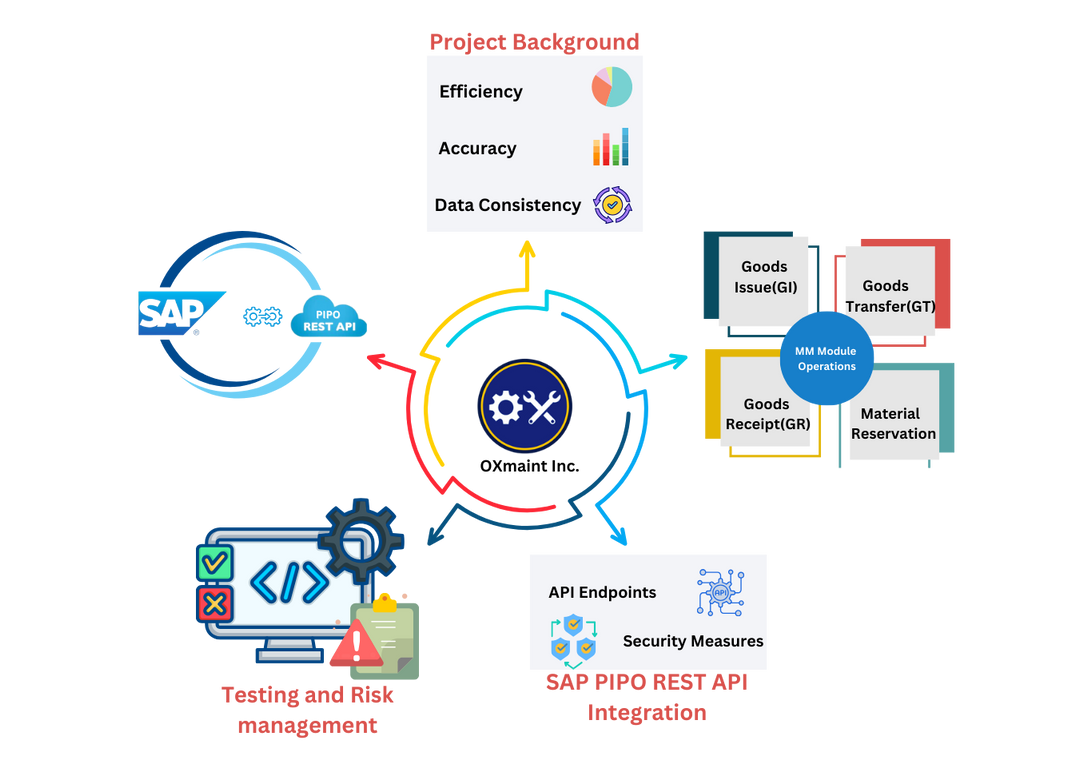 Project Background
Efficiency
Accuracy
Data Consistency
SAP
®
PIPO
REST API
Goods
Issue(GI)
Goods
Transfer(GT)
MM Module
Operations
Goods
Receipt(GR)
Material
Reservation
OXmaint Inc.
</>
Testing and Risk
management
API Endpoints
API
Security Measures
SAP PIPO REST API
Integration